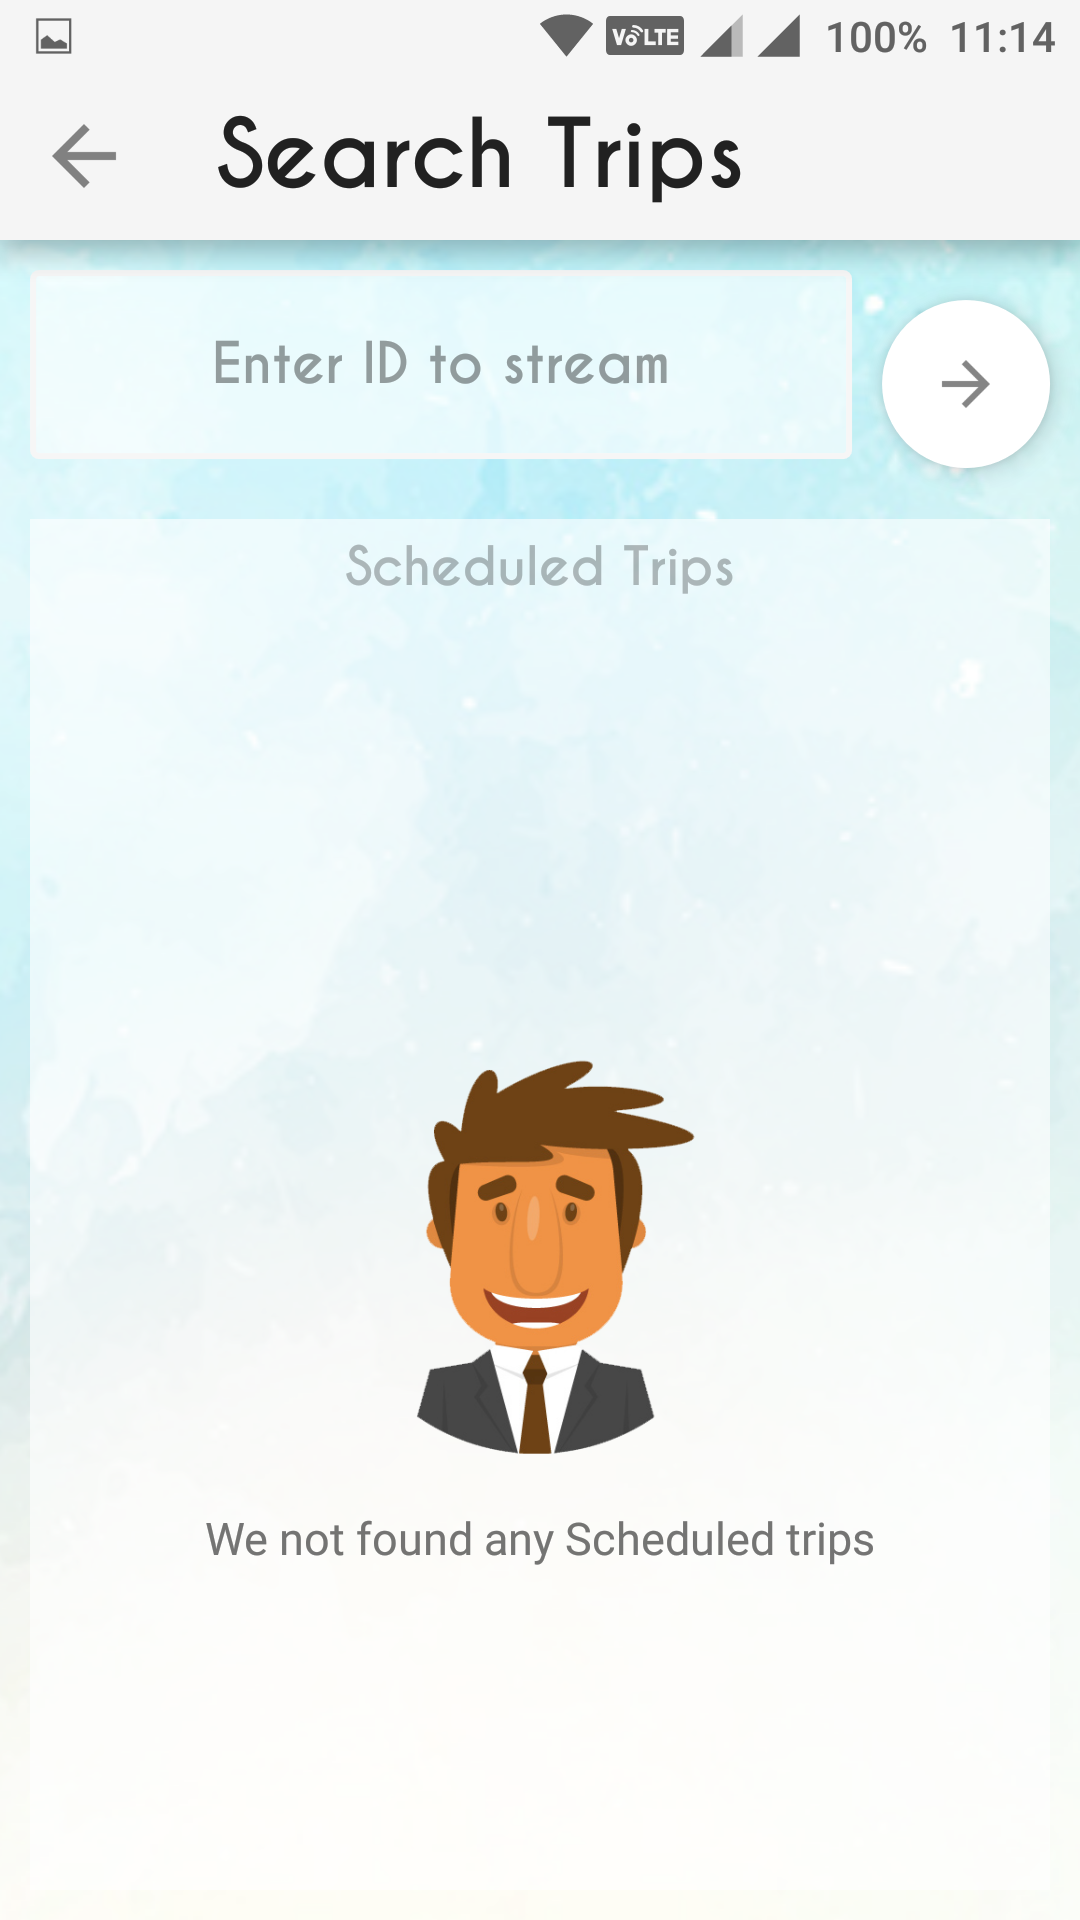 VoLTE 100% 11:14
Search Trips
Enter ID to stream
Scheduled Trips
We not found any Scheduled trips